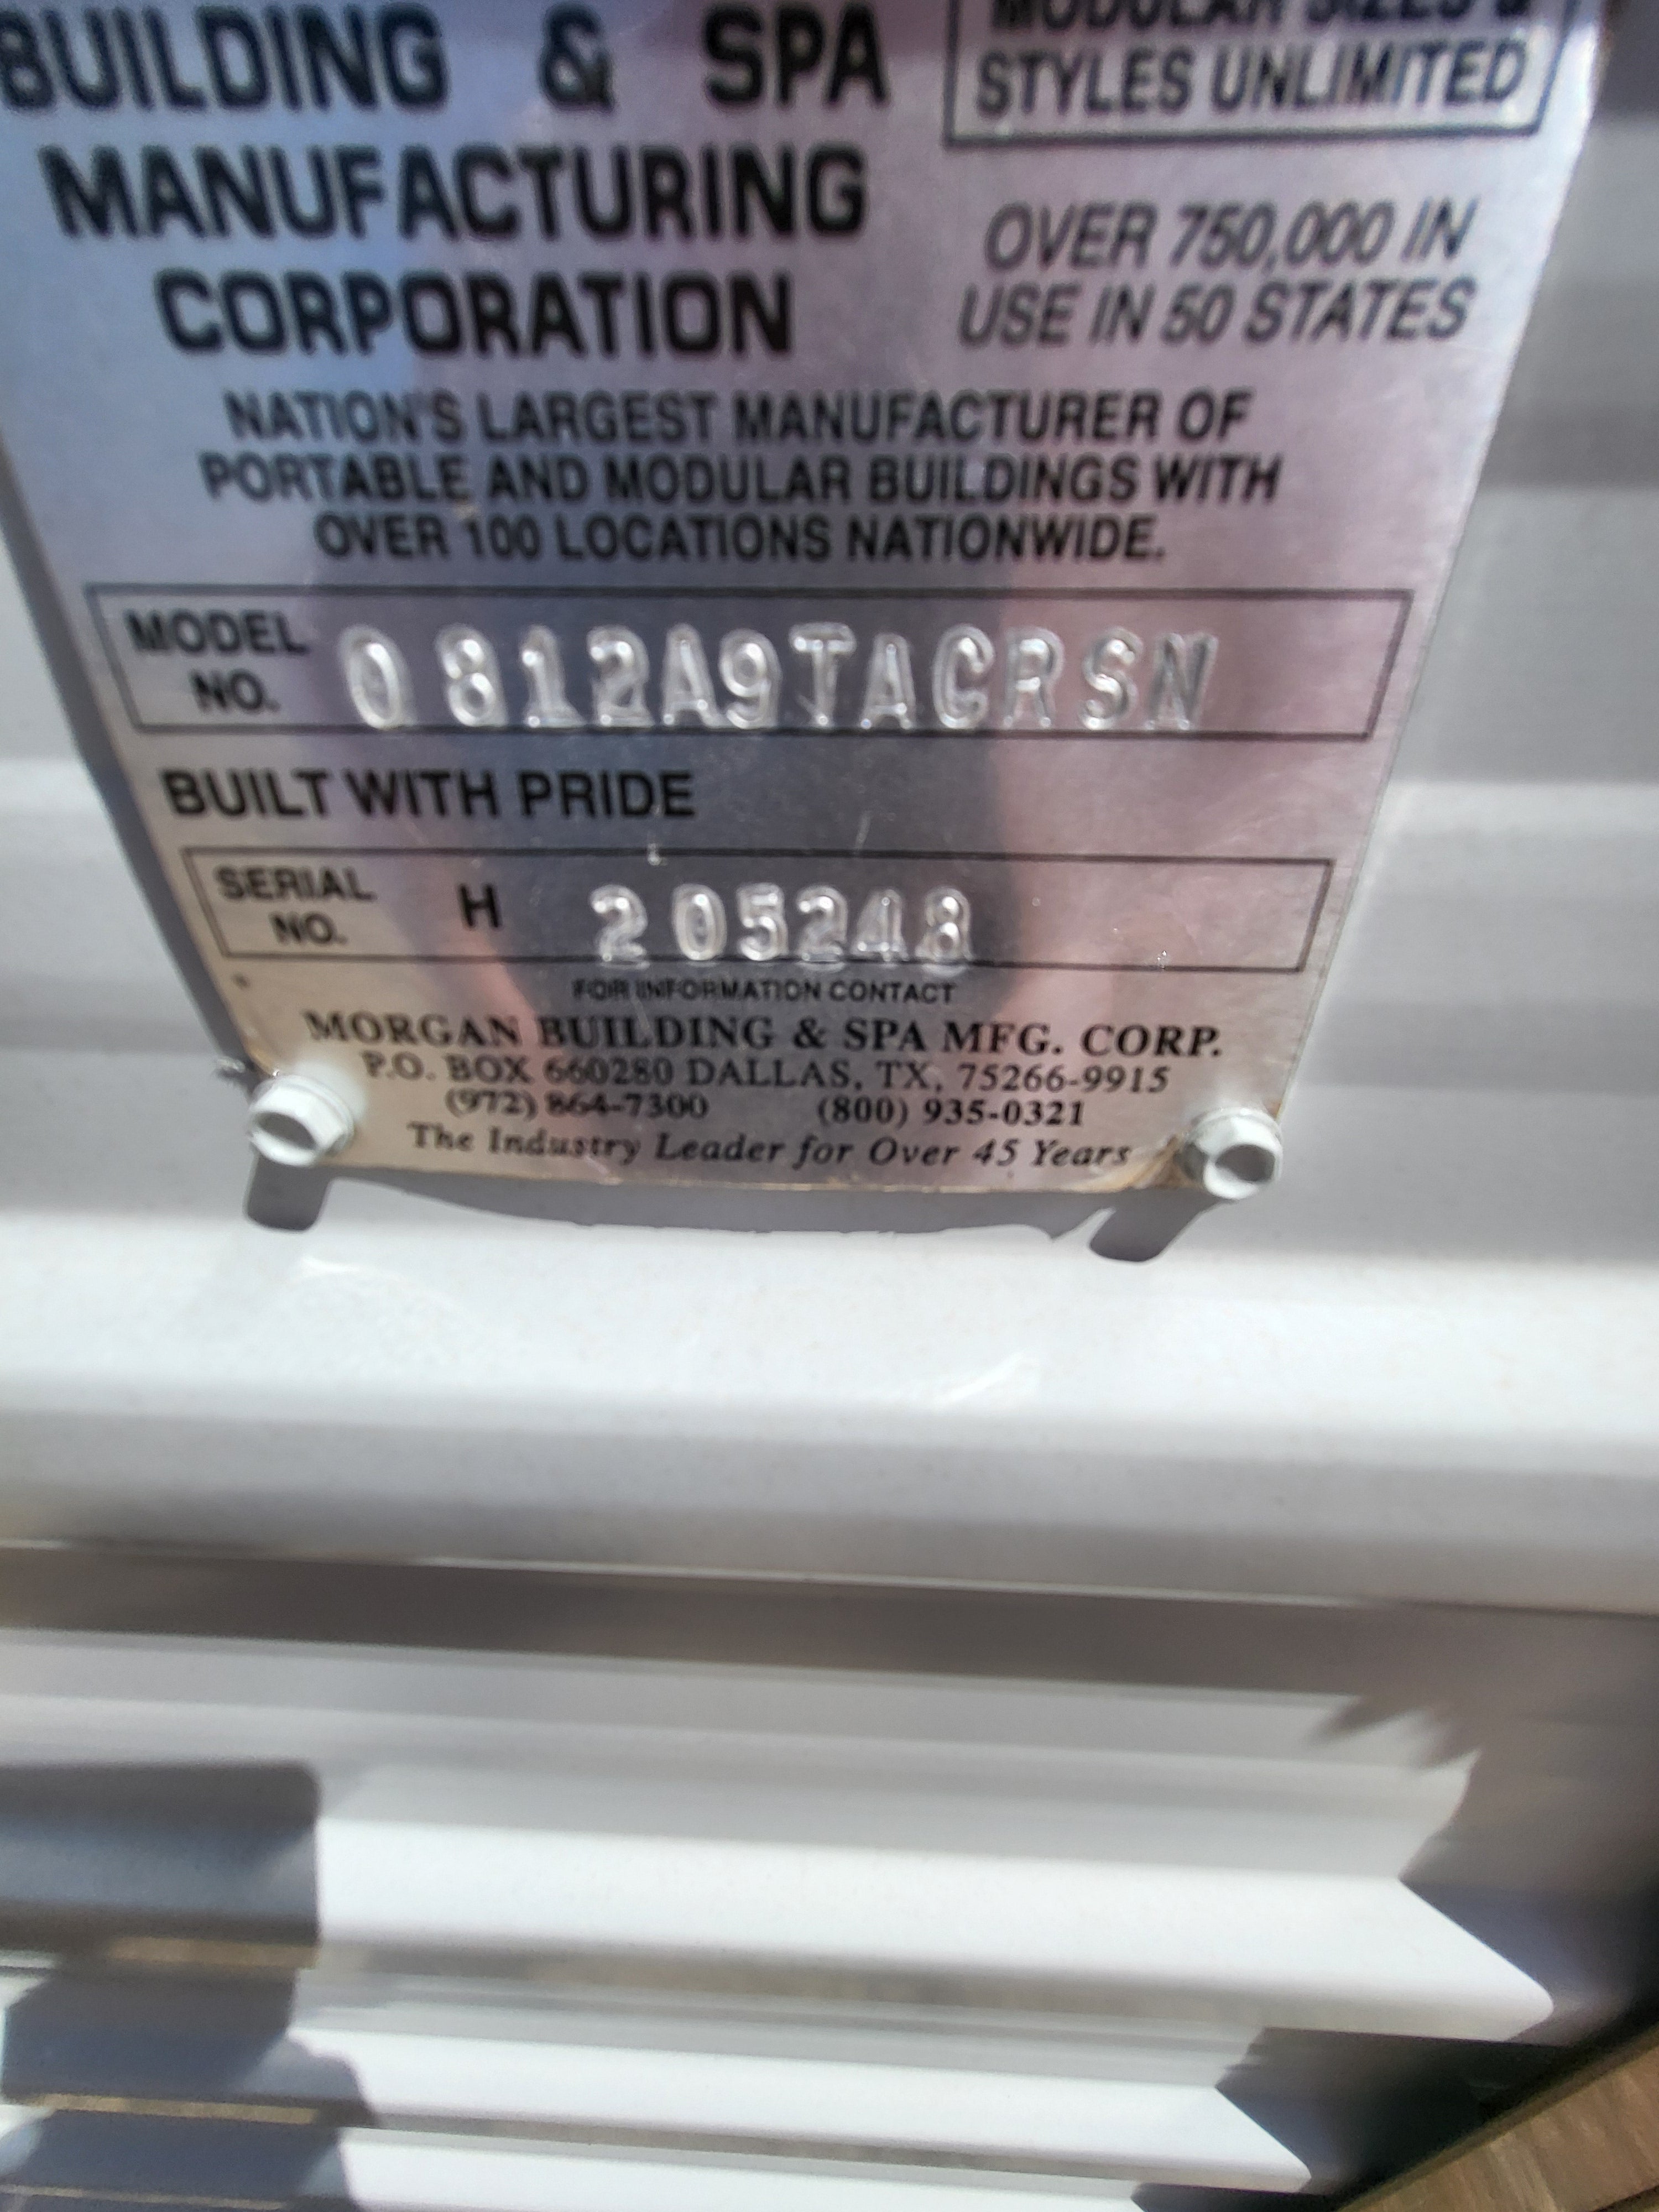 BUILDING & SPA
MANUFACTURING
CORPORATION
MODULAR SIZES &
STYLES UNLIMITED
OVER 750,000 IN
USE IN 50 STATES
NATION'S LARGEST MANUFACTURER OF
PORTABLE AND MODULAR BUILDINGS WITH
OVER 100 LOCATIONS NATIONWIDE.
MODEL
NO. 0812A9TACRSN
BUILT WITH PRIDE
SERIAL
NO. H 205248
FOR INFORMATION CONTACT
MORGAN BUILDING & SPA MFG. CORP.
P.O. BOX 660280 DALLAS, TX, 75266-9915
(972) 864-7300 (800) 935-0321
The Industry Leader for Over 45 Years